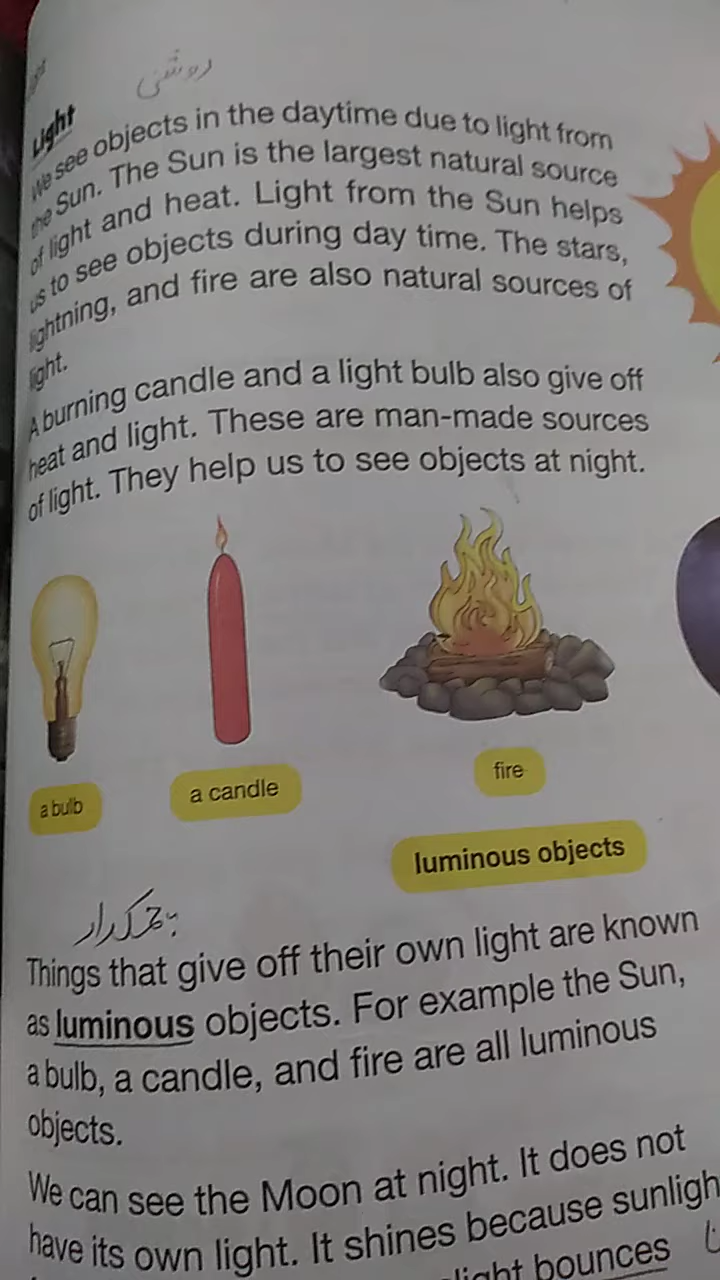 روشنی
Light
We see objects in the daytime due to light from
the Sun. The Sun is the largest natural source
of light and heat. Light from the Sun helps
us to see objects during day time. The stars,
lightning, and fire are also natural sources of
light.
A burning candle and a light bulb also give off
heat and light. These are man-made sources
of light. They help us to see objects at night.
a bulb
a candle
fire
luminous objects
Things that give off their own light are known
as luminous objects. For example the Sun,
a bulb, a candle, and fire are all luminous
objects.
We can see the Moon at night. It does not
have its own light. It shines because sunligh
light bounces